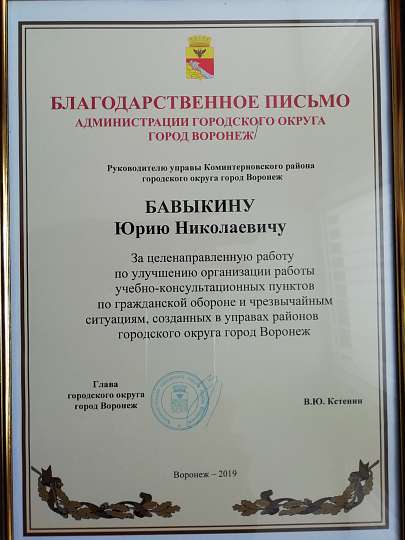 БЛАГОДАРСТВЕННОЕ ПИСЬМО
АДМИНИСТРАЦИИ ГОРОДСКОГО ОКРУГА
ГОРОД ВОРОНЕЖ
Руководителю управы Коминтерновского района
городского округа город Воронеж
БАВЫКИНУ
Юрию Николаевичу
За целенаправленную работу
по улучшению организации работы
учебно-консультационных пунктов
по гражданской обороне и чрезвычайным
ситуациям, созданных в управах районов
городского округа город Воронеж
Глава
городского округа
город Воронеж
В.Ю. Кстенин
Воронеж – 2019